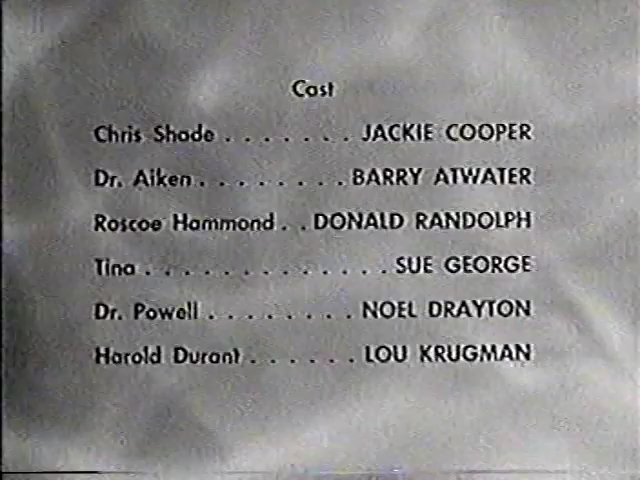 Cast
Chris Shade . . . . . . . JACKIE COOPER
Dr. Aiken . . . . . . . . BARRY ATWATER
Roscoe Hammond . . DONALD RANDOLPH
Tina . . . . . . . . . . . . . SUE GEORGE
Dr. Powell . . . . . . . . NOEL DRAYTON
Harold Durant . . . . . . LOU KRUGMAN